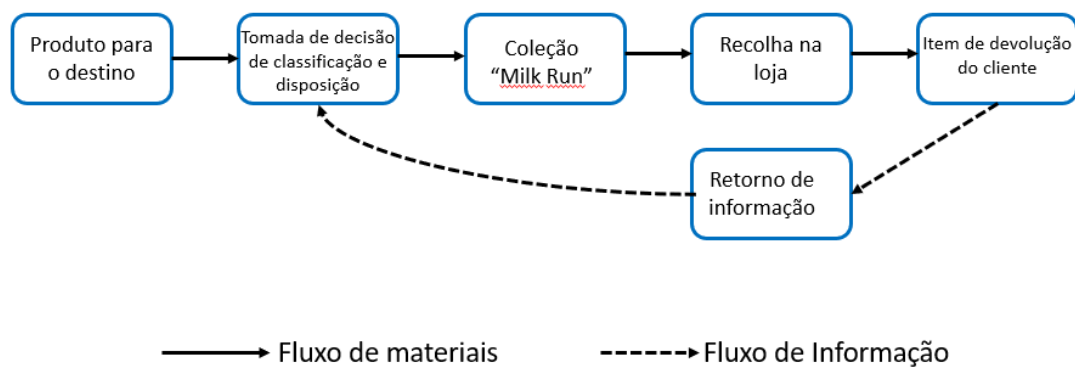 Produto para
o destino
Tomada de decisão
de classificação e
disposição
Coleção
“Milk Run”
Recolha na
loja
Item de devolução
do cliente
Retorno de
informação
Fluxo de materiais
Fluxo de Informação